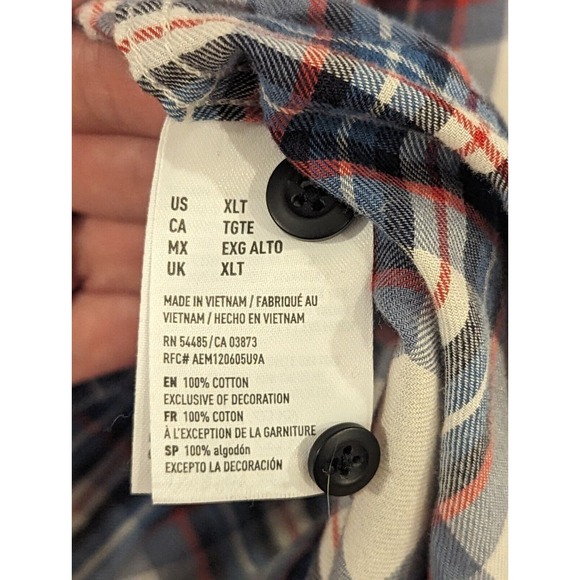 US XLT
CA TGTE
MX EXG ALTO
UK XLT
MADE IN VIETNAM / FABRIQUÉ AU
VIETNAM / HECHO EN VIETNAM
RN 54485 / CA 03873
RFC# AEM120605U9A
EN 100% COTTON
EXCLUSIVE OF DECORATION
FR 100% COTON
À L'EXCEPTION DE LA GARNITURE
SP 100% algodón
EXCEPTO LA DECORACIÓN